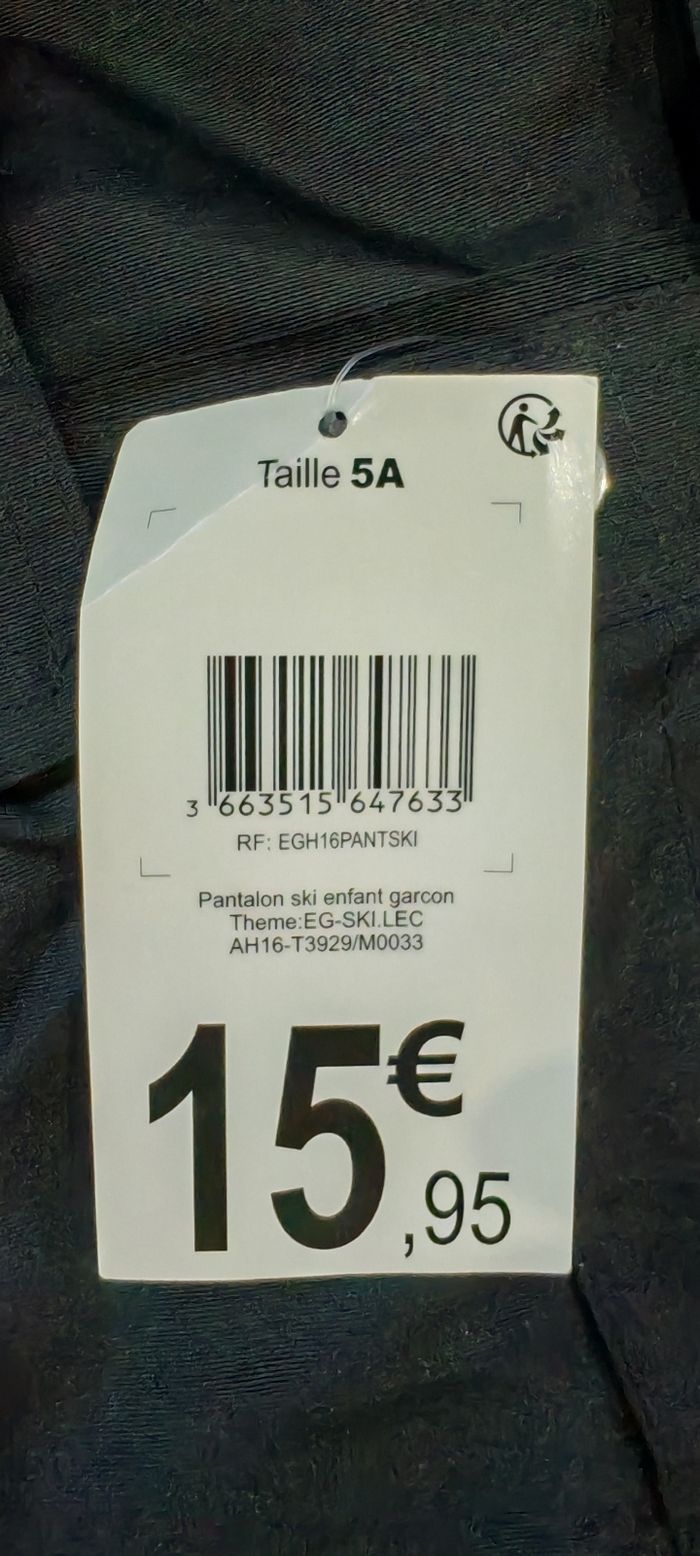 Taille 5A
3 663515 647633
RF: EGH16PANTSKI
Pantalon ski enfant garcon
Theme:EG-SKI.LEC
AH16-T3929/M0033
15€,95